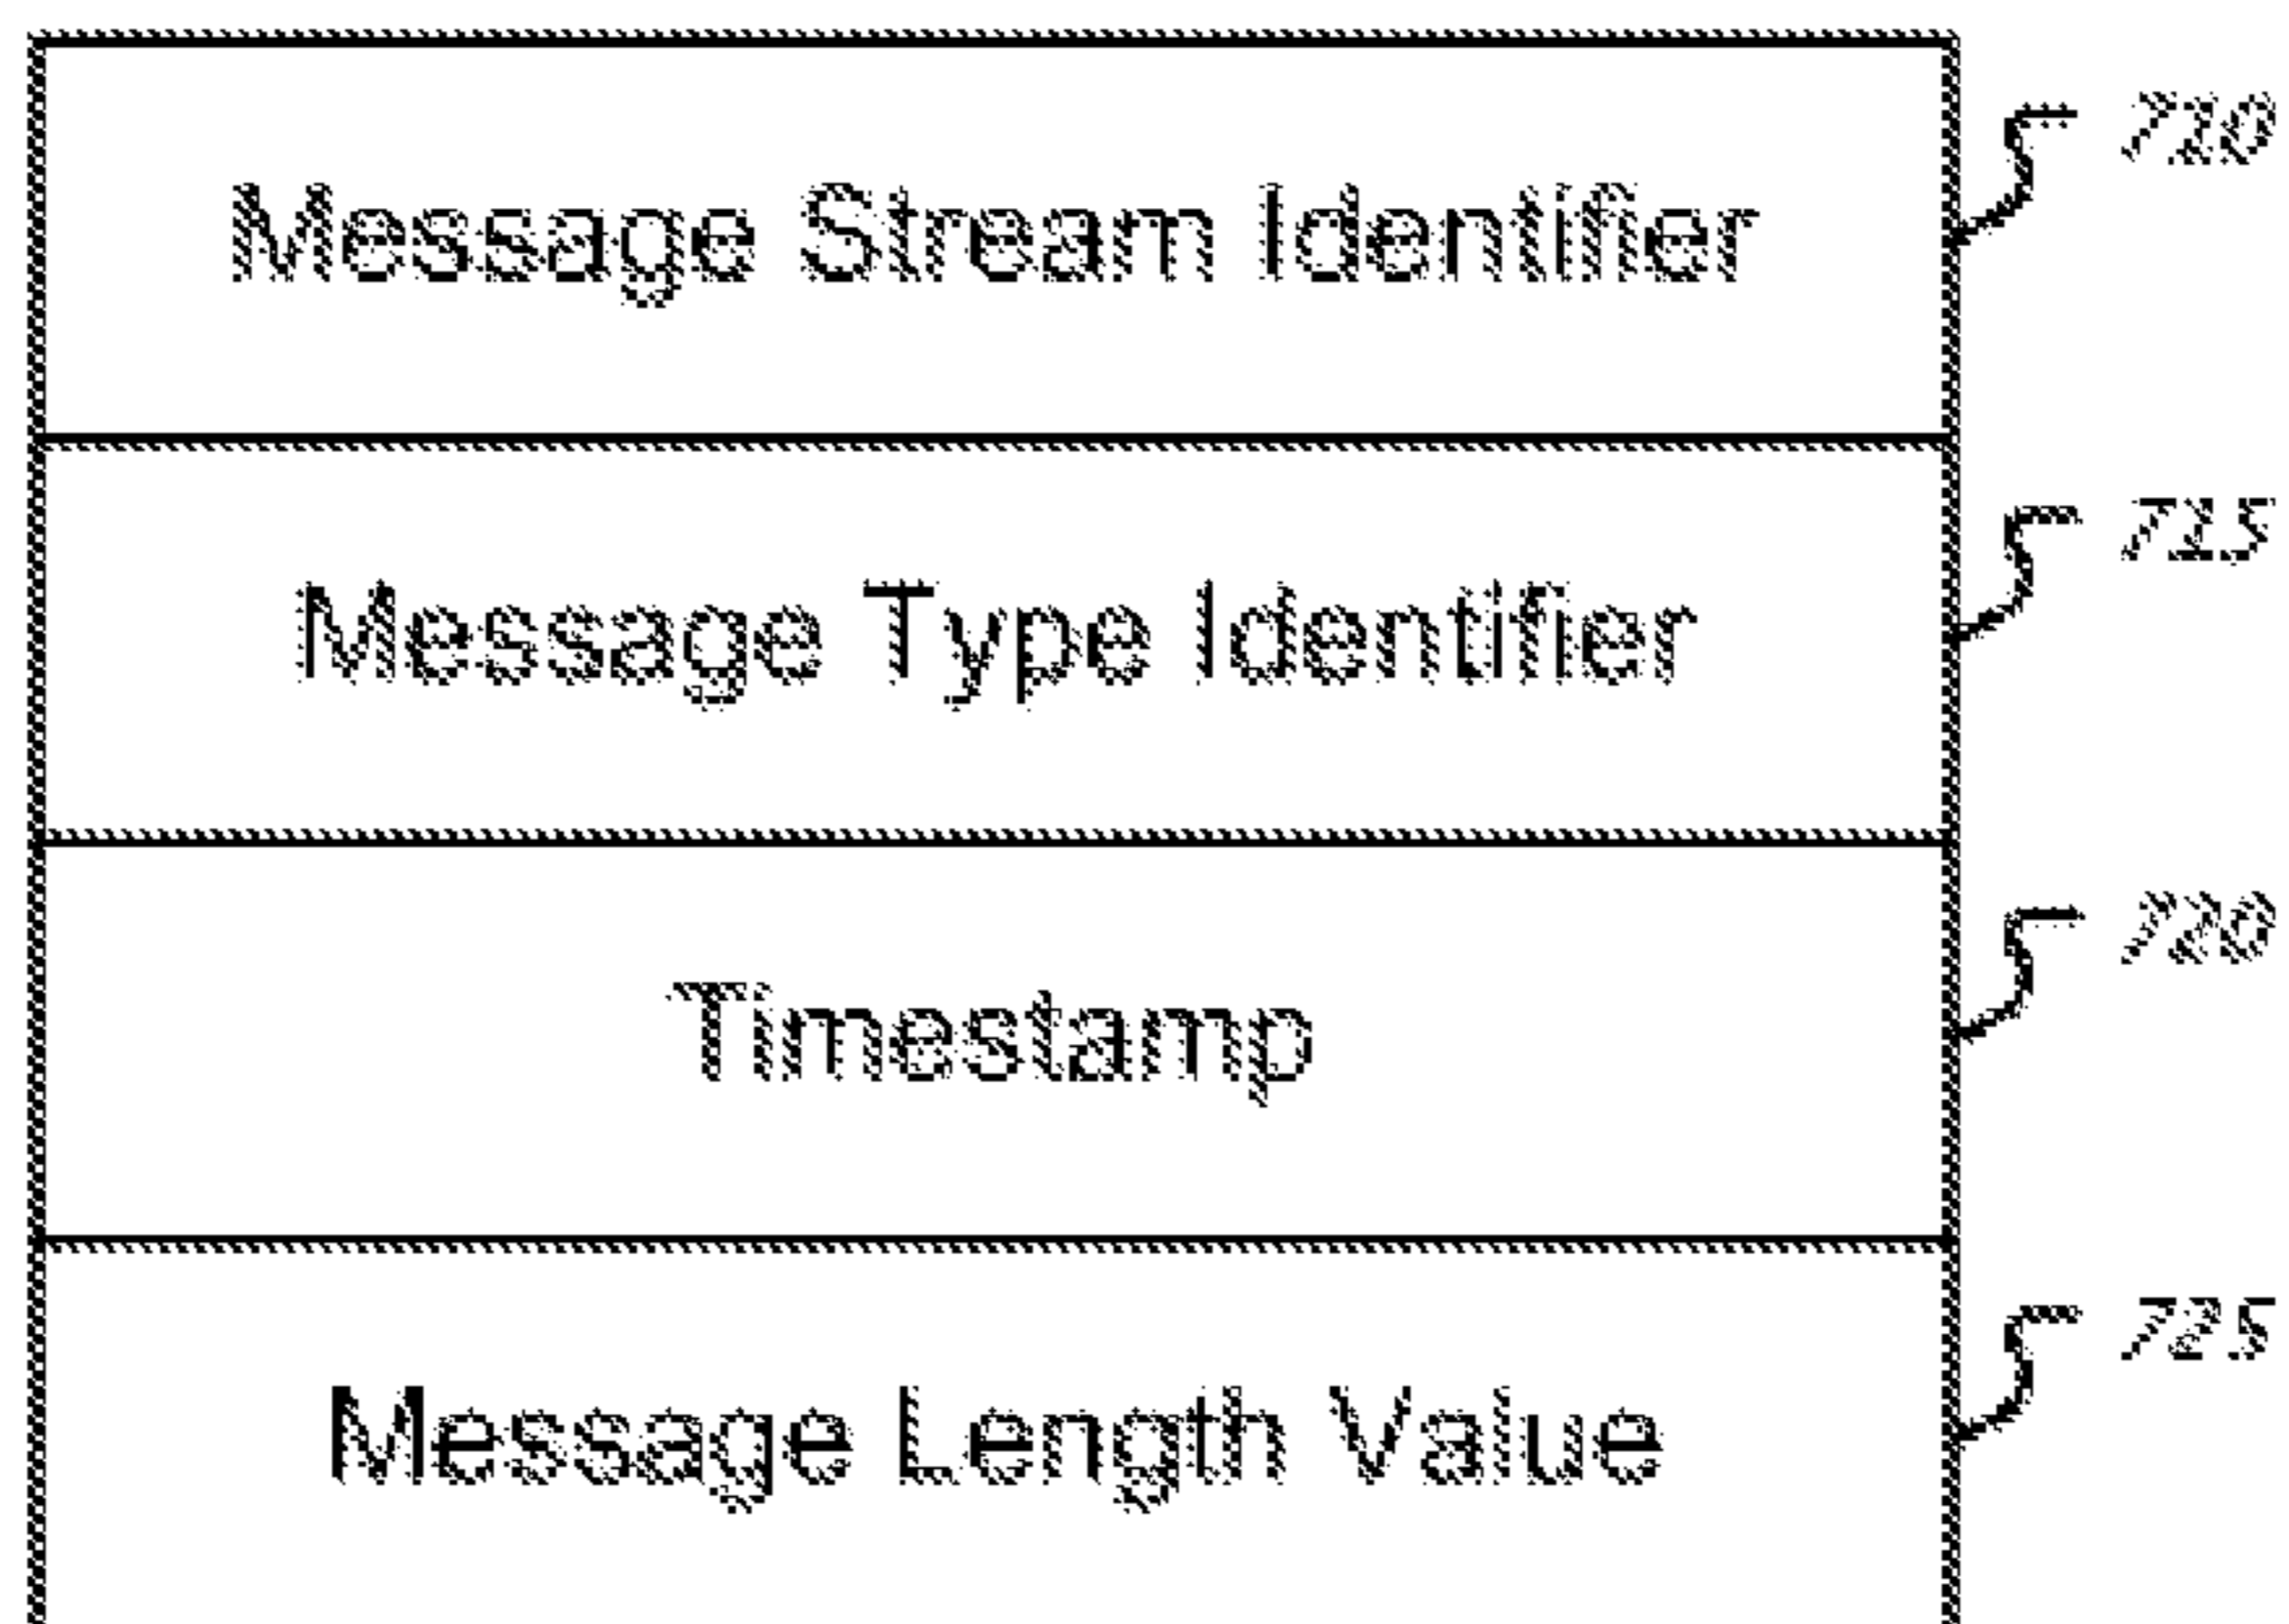 710
Message Stream Identifier
715
Message Type Identifier
720
Timestamp
725
Message Length Value